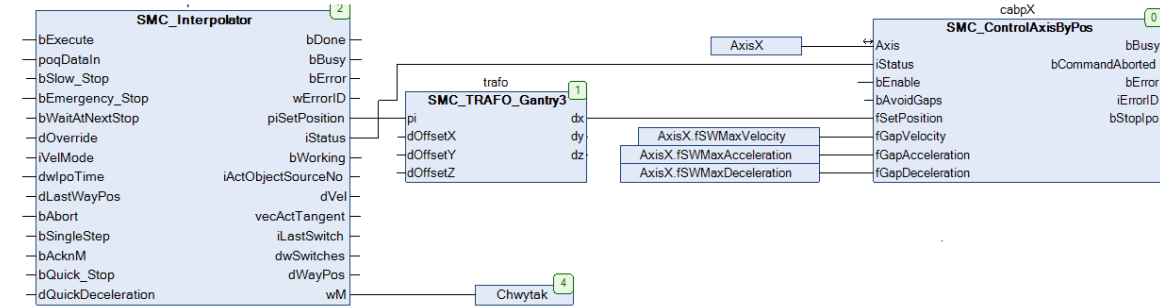 2
SMC_Interpolator
bExecute bDone
poqDataIn bBusy
bSlow_Stop bError
bEmergency_Stop wErrorID
bWaitAtNextStop piSetPosition
dOverride iStatus
iVelMode bWorking
dwIpoTime iActObjectSourceNo
dLastWayPos dVel
bAbort vecActTangent
bSingleStep iLastSwitch
bAcknM dwSwitches
bQuick_Stop dWayPos
dQuickDeceleration wM
trafo
1
SMC_TRAFO_Gantry3
pi dx
dOffsetX dy
dOffsetY dz
dOffsetZ
4
Chwytak
AxisX
AxisX.fSWMaxVelocity
AxisX.fSWMaxAcceleration
AxisX.fSWMaxDeceleration
cabpX
0
SMC_ControlAxisByPos
Axis bBusy
iStatus bCommandAborted
bEnable bError
bAvoidGaps iErrorID
fSetPosition bStopIpo
fGapVelocity
fGapAcceleration
fGapDeceleration